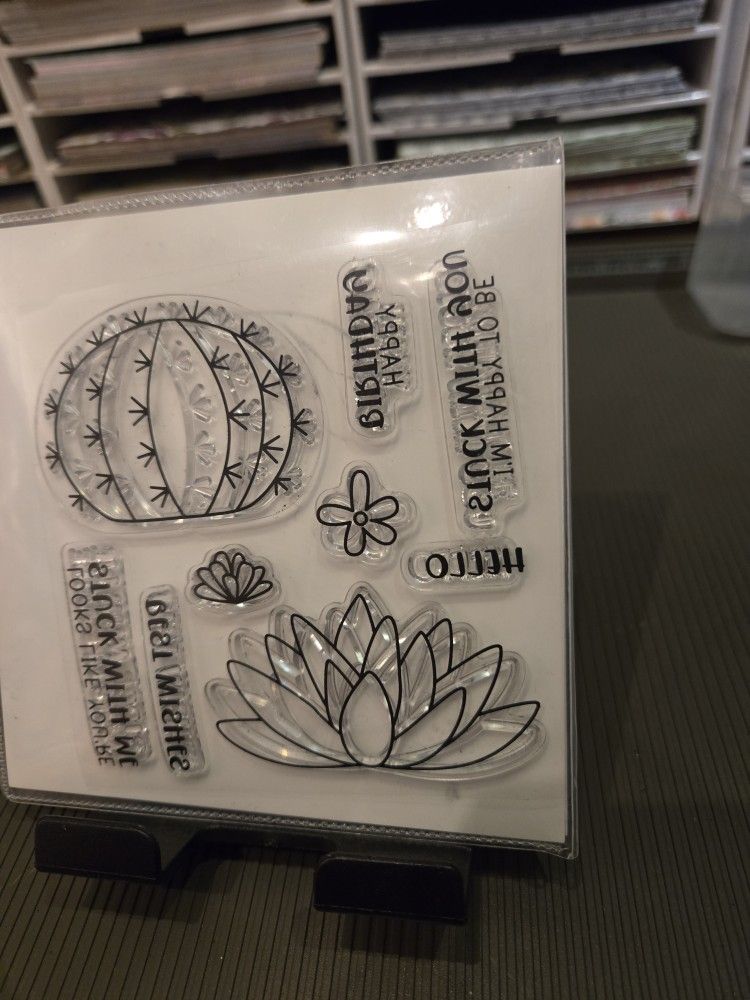 I'M HAPPY TO BE
STUCK WITH YOU
HAPPY
BIRTHDAY
HELLO
BEST WISHES
LOOKS LIKE YOU'RE
STUCK WITH ME